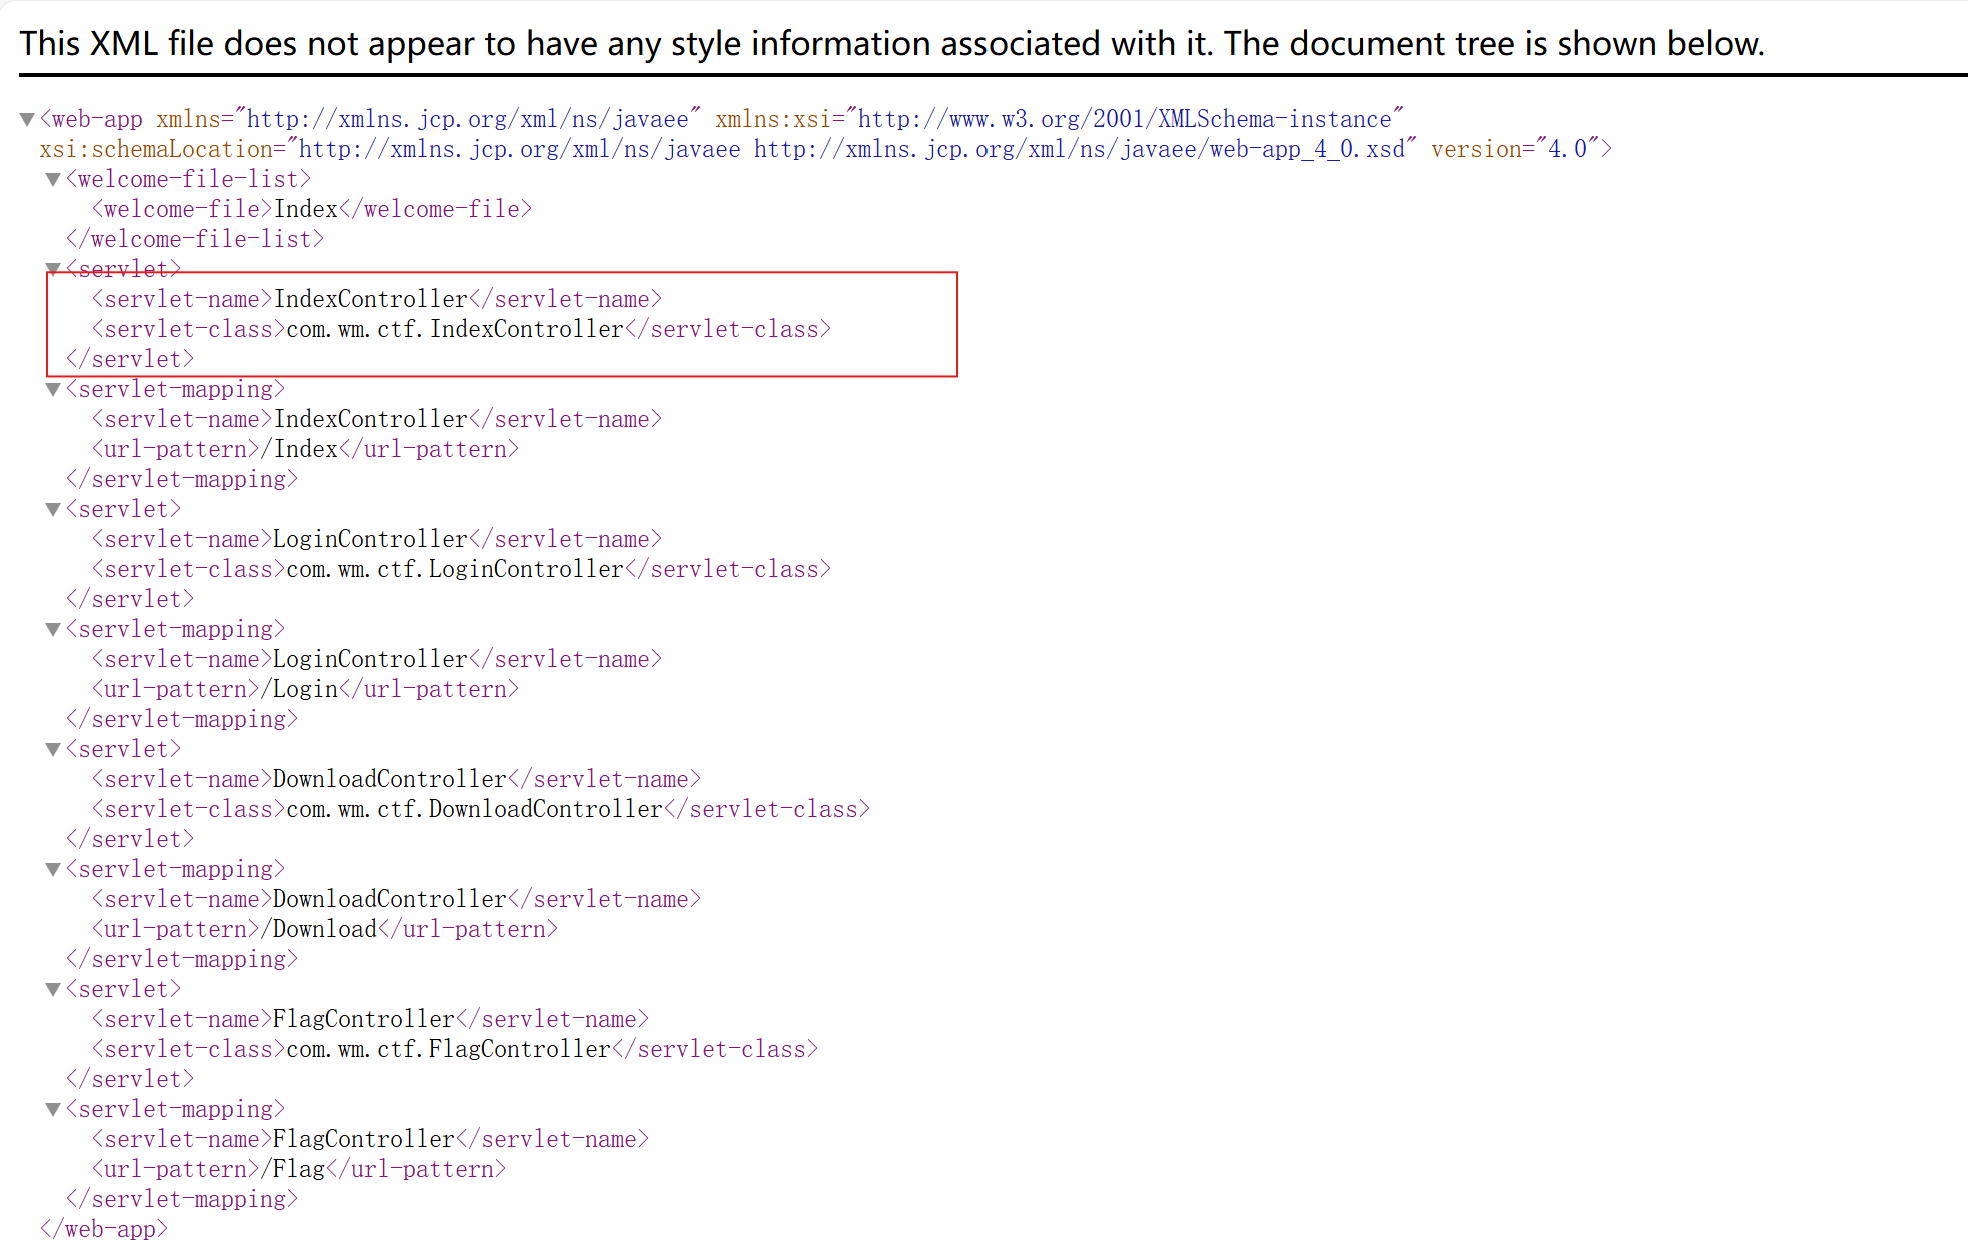 This XML file does not appear to have any style information associated with it. The document tree is shown below.
▼<web-app xmlns="http://xmlns.jcp.org/xml/ns/javaee" xmlns:xsi="http://www.w3.org/2001/XMLSchema-instance"
xsi:schemaLocation="http://xmlns.jcp.org/xml/ns/javaee http://xmlns.jcp.org/xml/ns/javaee/web-app_4_0.xsd" version="4.0">
▼<welcome-file-list>
<welcome-file>Index</welcome-file>
</welcome-file-list>
▼<servlet>
<servlet-name>IndexController</servlet-name>
<servlet-class>com.wm.ctf.IndexController</servlet-class>
</servlet>
▼<servlet-mapping>
<servlet-name>IndexController</servlet-name>
<url-pattern>/Index</url-pattern>
</servlet-mapping>
▼<servlet>
<servlet-name>LoginController</servlet-name>
<servlet-class>com.wm.ctf.LoginController</servlet-class>
</servlet>
▼<servlet-mapping>
<servlet-name>LoginController</servlet-name>
<url-pattern>/Login</url-pattern>
</servlet-mapping>
▼<servlet>
<servlet-name>DownloadController</servlet-name>
<servlet-class>com.wm.ctf.DownloadController</servlet-class>
</servlet>
▼<servlet-mapping>
<servlet-name>DownloadController</servlet-name>
<url-pattern>/Download</url-pattern>
</servlet-mapping>
▼<servlet>
<servlet-name>FlagController</servlet-name>
<servlet-class>com.wm.ctf.FlagController</servlet-class>
</servlet>
▼<servlet-mapping>
<servlet-name>FlagController</servlet-name>
<url-pattern>/Flag</url-pattern>
</servlet-mapping>
</web-app>